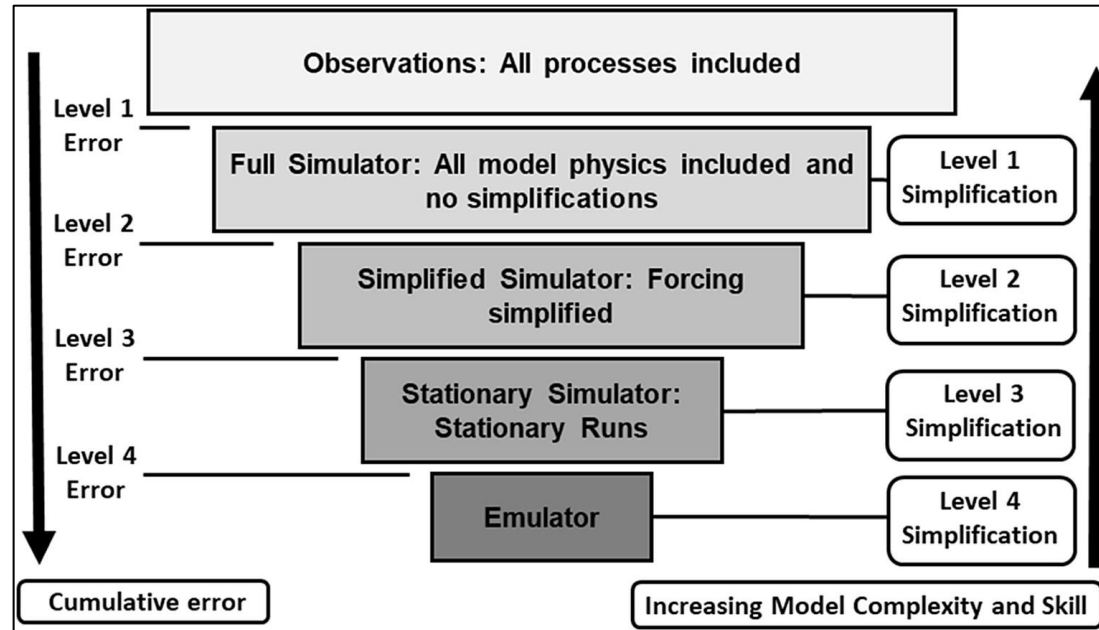 Observations: All processes included
Level 1
Error
Full Simulator: All model physics included and
no simplifications
Level 1
Simplification
Level 2
Error
Simplified Simulator: Forcing
simplified
Level 2
Simplification
Level 3
Error
Stationary Simulator:
Stationary Runs
Level 3
Simplification
Level 4
Error
Emulator
Level 4
Simplification
Cumulative error
Increasing Model Complexity and Skill